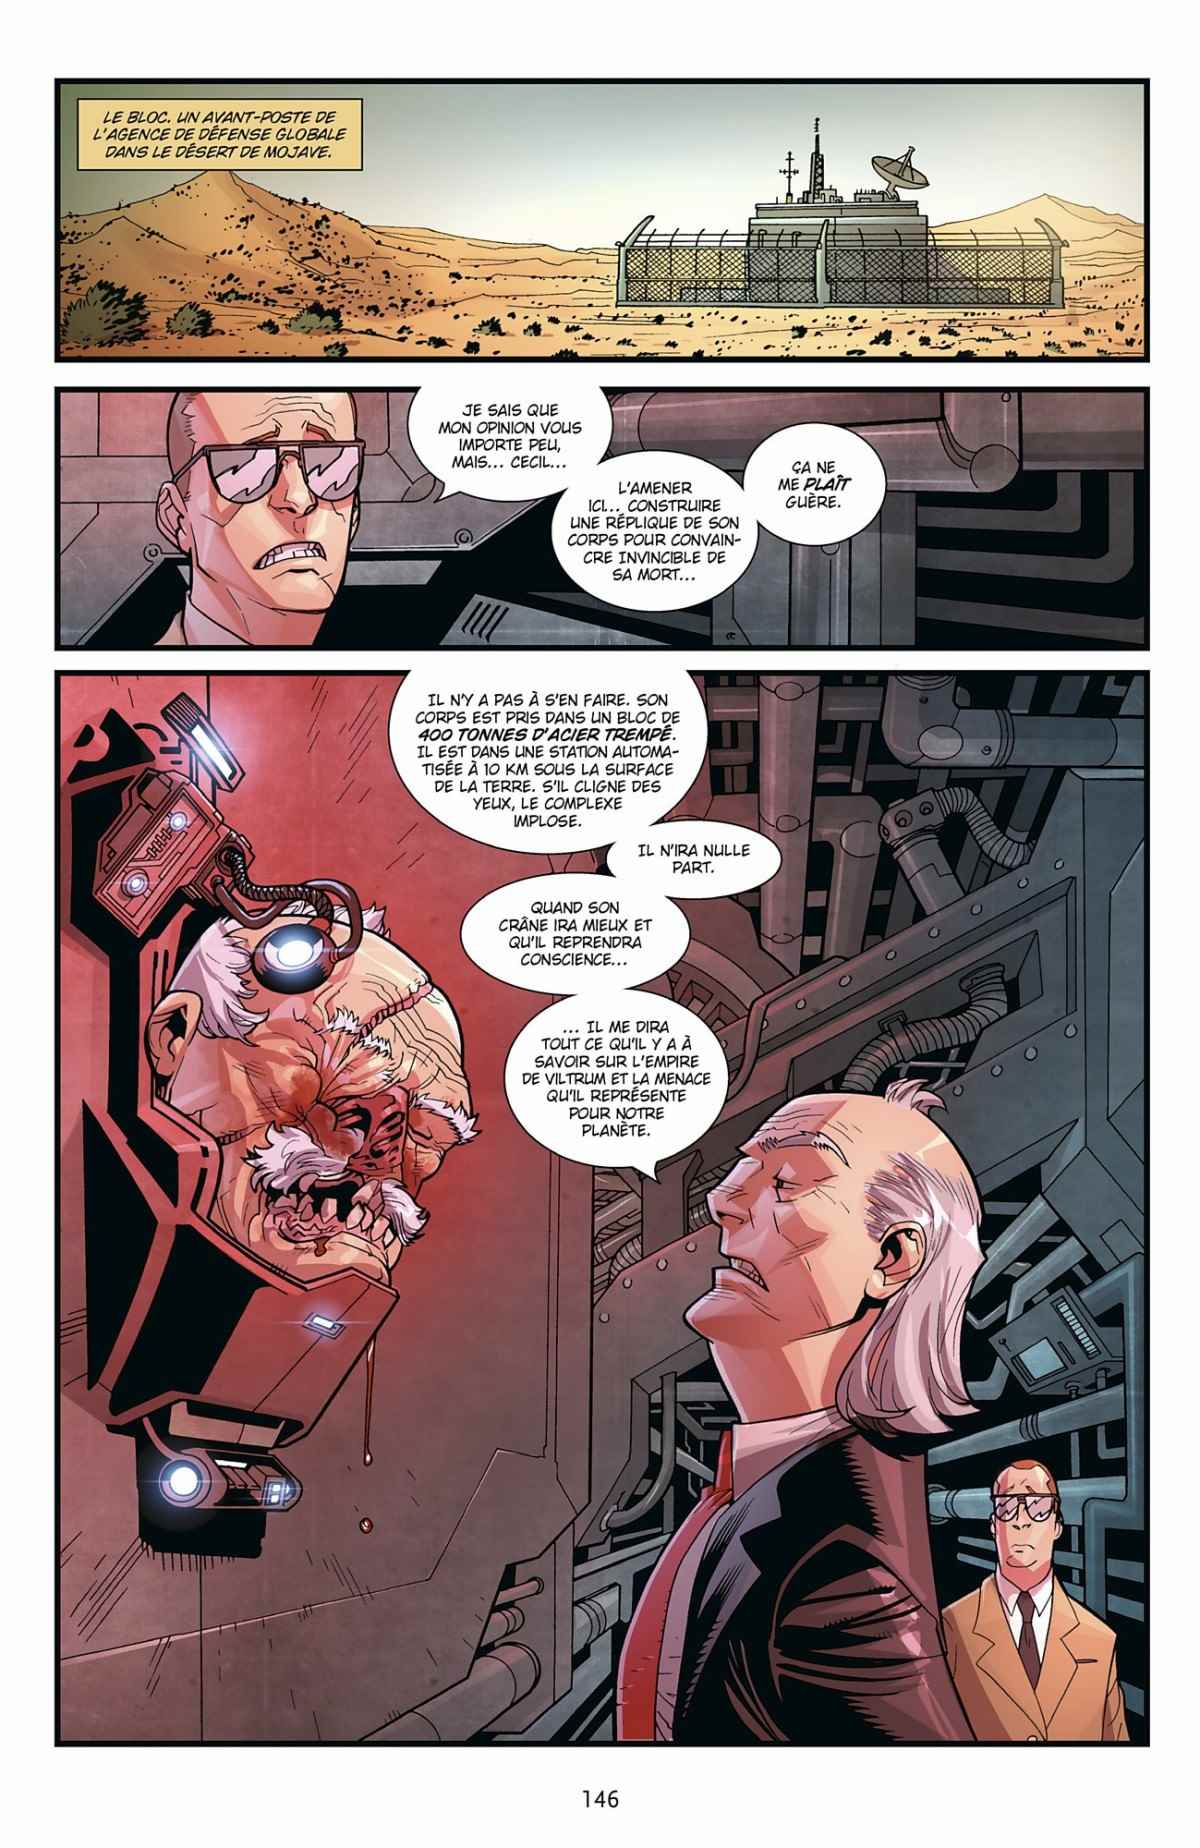 LE BLOC. UN AVANT-POSTE DE
L'AGENCE DE DÉFENSE GLOBALE
DANS LE DÉSERT DE MOJAVE.
JE SAIS QUE
MON OPINION VOUS
IMPORTE PEU,
MAIS... CECIL...
L'AMENER
ICI... CONSTRUIRE
UNE RÉPLIQUE DE SON
CORPS POUR CONVAIN-
CRE INVINCIBLE DE
SA MORT...
ÇA NE
ME PLAÎT
GUÈRE.
IL N'Y A PAS À S'EN FAIRE. SON
CORPS EST PRIS DANS UN BLOC DE
400 TONNES D'ACIER TREMPÉ.
IL EST DANS UNE STATION AUTOMA-
TISÉE À 10 KM SOUS LA SURFACE
DE LA TERRE. S'IL CLIGNE DES
YEUX, LE COMPLEXE
IMPLOSE.
IL N'IRA NULLE
PART.
QUAND SON
CRÂNE IRA MIEUX ET
QU'IL REPRENDRA
CONSCIENCE...
... IL ME DIRA
TOUT CE QU'IL Y A À
SAVOIR SUR L'EMPIRE
DE VILTRUM ET LA MENACE
QU'IL REPRÉSENTE
POUR NOTRE
PLANÈTE.
146